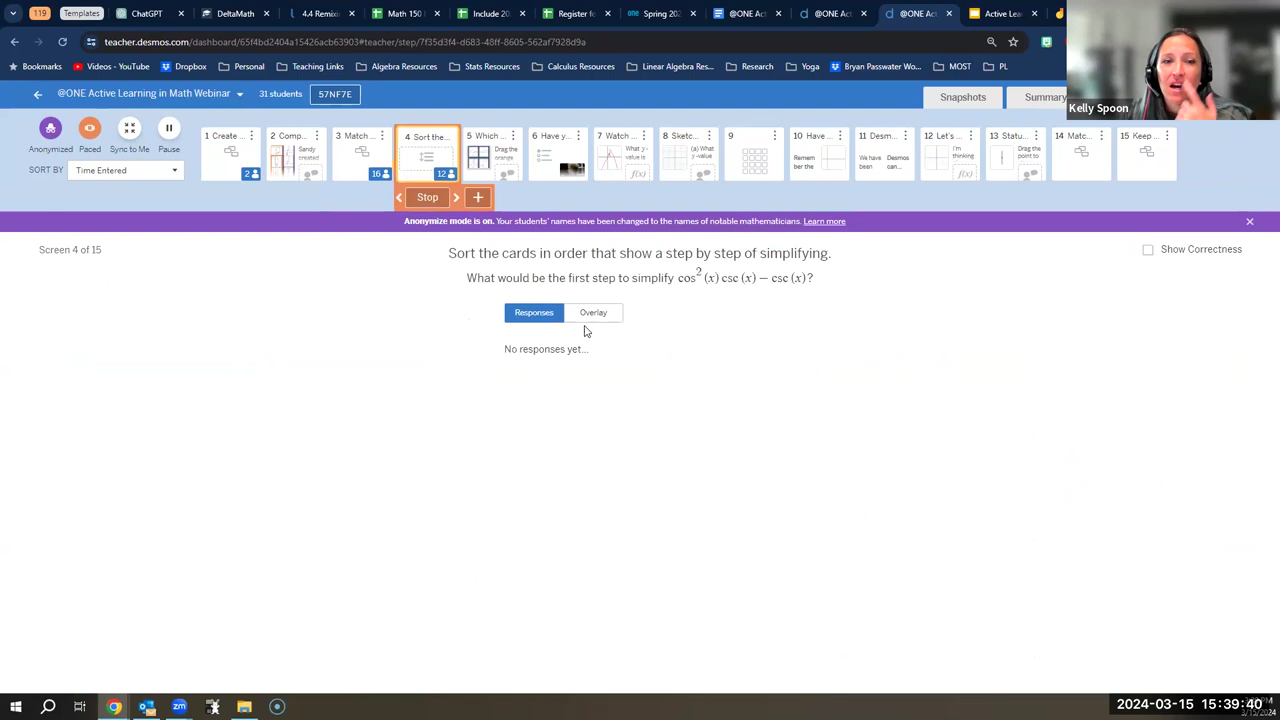 119 Templates ChatGPT DeltaMath 4.4 Remixi Math 150 Include 2 Register fo Spring 202 @ONE Act @ONE Act @ONE Act Active Lea
teacher.desmos.com/dashboard/65f4bd2404a15426acb63903#teacher/step/7f35d3f4-d683-48ff-8605-562af7928d9a
Bookmarks Videos - YouTube Dropbox Personal Teaching Links Algebra Resources Statistics Resources Calculus Resources Linear Algebra Res... Research Yoga Bryan Passwater Wo... MOST PL
@ONE Active Learning in Math Webinar 31 students 57NF7E Snapshots Summary
Kelly Spoon
1 Create ... 2 Comp... 3 Match ... 4 Sort the... 5 Which ... 6 Have y... 7 Watch ... 8 Sketc... 9 10 Have ... 11 Desm... 12 Let's ... 13 Statu... 14 Matc... 15 Keep ...
Anonymized Paced Sync to Me Pause
SORT BY Time Entered
Sandy created
Drag the orange
What y-value is
f(x)
(a) What y-value
Remember the
We have been
Desmos can...
I'm thinking
f(x)
Drag the point to
2 16 12
Stop
Anonymize mode is on. Your students' names have been changed to the names of notable mathematicians. Learn more
Screen 4 of 15
Sort the cards in order that show a step by step of simplifying.
Show Correctness
What would be the first step to simplify cos²(x) csc(x) − csc(x)?
Responses Overlay
No responses yet...
2024-03-15 15:39:40